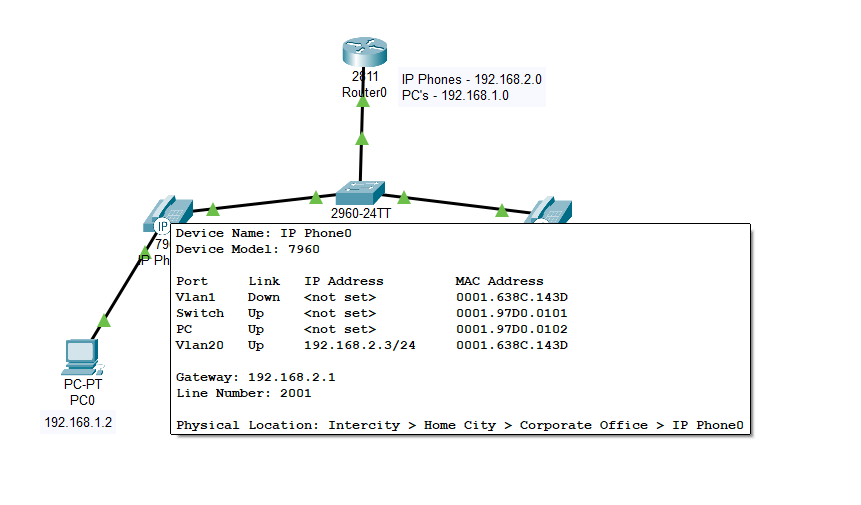 2811
Router0
IP Phones - 192.168.2.0
PC's - 192.168.1.0
2960-24TT
IP
IP Ph
Device Name: IP Phone0
Device Model: 7960
Port Link IP Address MAC Address
Vlan1 Down <not set> 0001.638C.143D
Switch Up <not set> 0001.97D0.0101
PC Up <not set> 0001.97D0.0102
Vlan20 Up 192.168.2.3/24 0001.638C.143D
Gateway: 192.168.2.1
Line Number: 2001
Physical Location: Intercity > Home City > Corporate Office > IP Phone0
PC-PT
PC0
192.168.1.2